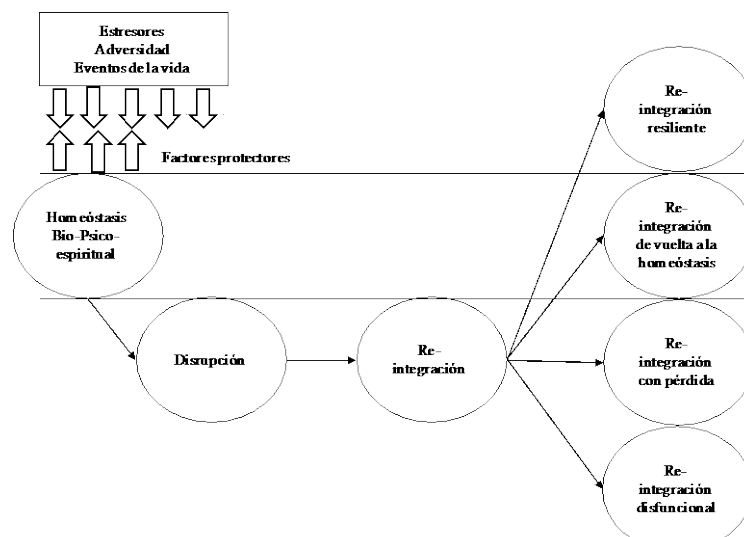 Estresores
Adversidad
Eventos de la vida
Factores protectores
Homeóstasis
Bio-Psico-
espiritual
Disrupción
Re-
integración
Re-
integración
resiliente
Re-
integración
de vuelta a la
homeóstasis
Re-
integración
con pérdida
Re-
integración
disfuncional